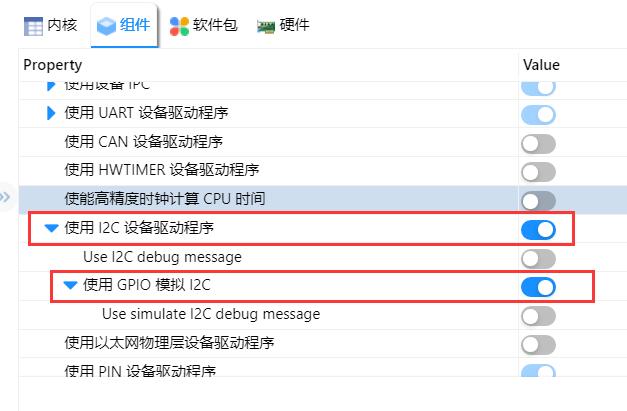 内核 组件 软件包 硬件
Property Value
使用设备 IPC
使用 UART 设备驱动程序
使用 CAN 设备驱动程序
使用 HWTIMER 设备驱动程序
使能高精度时钟计算 CPU 时间
使用 I2C 设备驱动程序
Use I2C debug message
使用 GPIO 模拟 I2C
Use simulate I2C debug message
使用以太网物理层设备驱动程序
使用 PIN 设备驱动程序